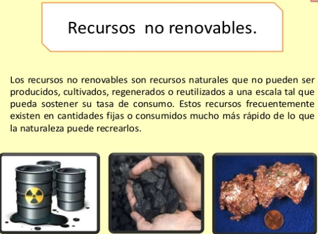 Recursos no renovables.
Los recursos no renovables son recursos naturales que no pueden ser
producidos, cultivados, regenerados o reutilizados a una escala tal que
pueda sostener su tasa de consumo. Estos recursos frecuentemente
existen en cantidades fijas o consumidos mucho más rápido de lo que
la naturaleza puede recrearlos.